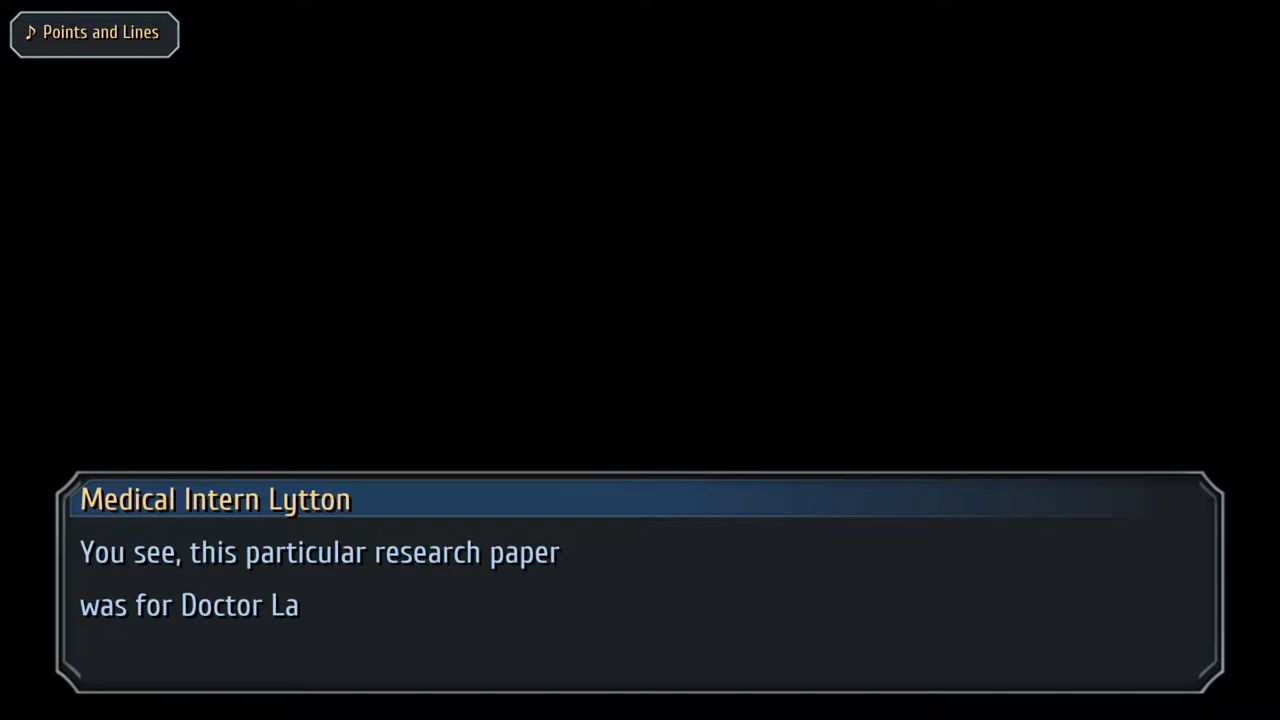 ♪ Points and Lines
Medical Intern Lytton
You see, this particular research paper
was for Doctor La